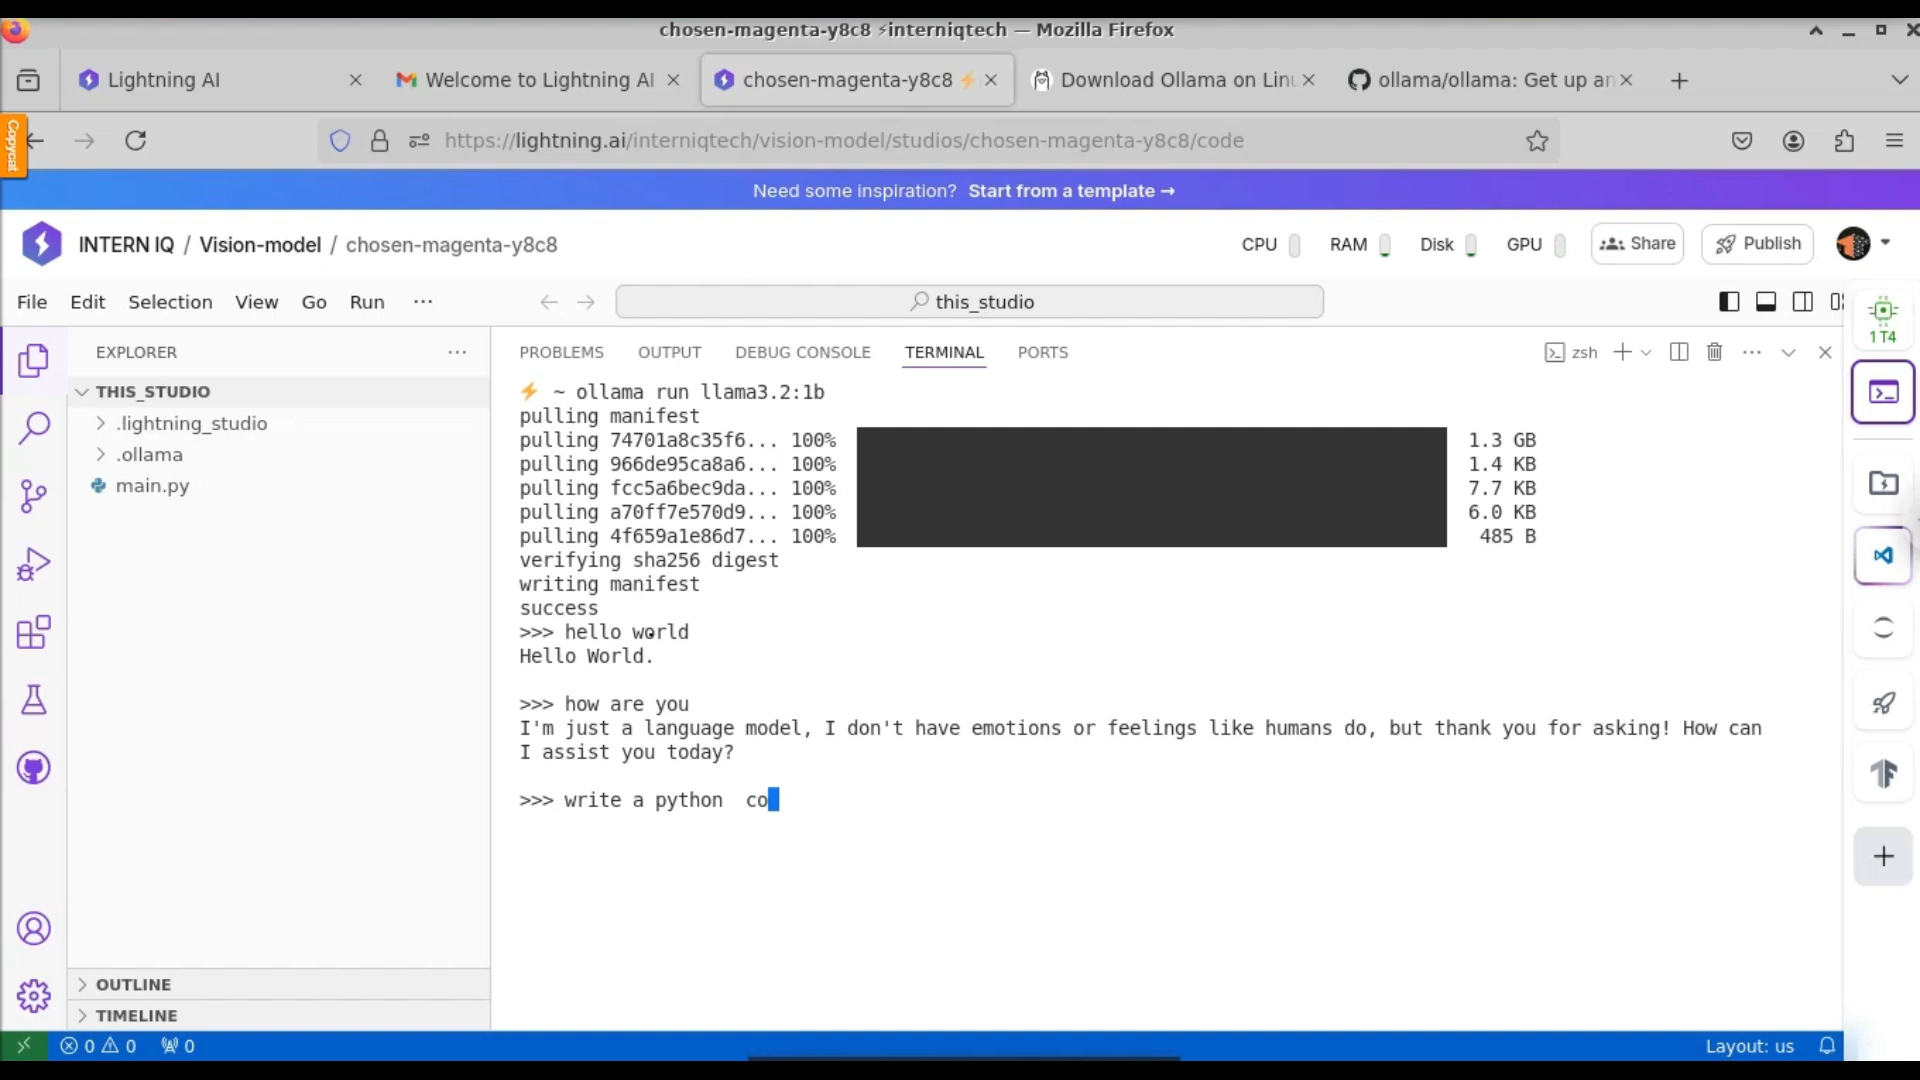 chosen-magenta-y8c8 ⚡interniqtech — Mozilla Firefox
Lightning AI
Welcome to Lightning AI
chosen-magenta-y8c8 ⚡
Download Ollama on Linu
ollama/ollama: Get up an
Copycat
https://lightning.ai/interniqtech/vision-model/studios/chosen-magenta-y8c8/code
Need some inspiration? Start from a template →
INTERN IQ / Vision-model / chosen-magenta-y8c8
CPU RAM Disk GPU Share Publish
File Edit Selection View Go Run ···
this_studio
1 T4
EXPLORER
PROBLEMS OUTPUT DEBUG CONSOLE TERMINAL PORTS
zsh
THIS_STUDIO
.lightning_studio
.ollama
main.py
⚡ ~ ollama run llama3.2:1b
pulling manifest
pulling 74701a8c35f6... 100% 1.3 GB
pulling 966de95ca8a6... 100% 1.4 KB
pulling fcc5a6bec9da... 100% 7.7 KB
pulling a70ff7e570d9... 100% 6.0 KB
pulling 4f659a1e86d7... 100% 485 B
verifying sha256 digest
writing manifest
success
>>> hello world
Hello World.
>>> how are you
I'm just a language model, I don't have emotions or feelings like humans do, but thank you for asking! How can
I assist you today?
>>> write a python  co
OUTLINE
TIMELINE
0 0 0
Layout: us